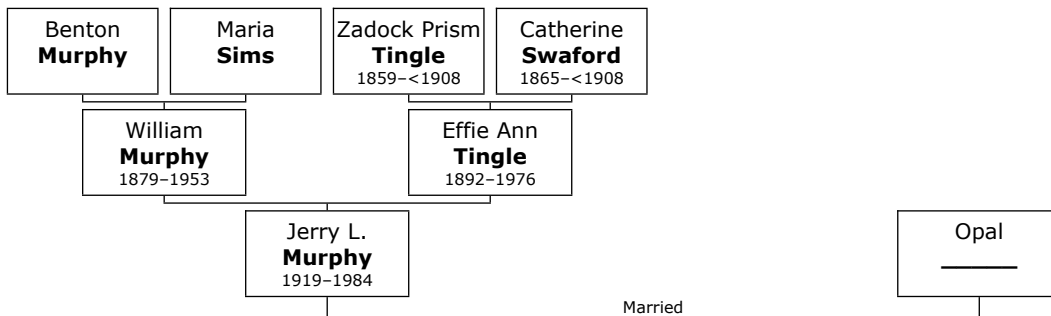 Benton
Murphy
Maria
Sims
Zadock Prism
Tingle
1859–<1908
Catherine
Swaford
1865–<1908
William
Murphy
1879–1953
Effie Ann
Tingle
1892–1976
Jerry L.
Murphy
1919–1984
Opal
______
Married